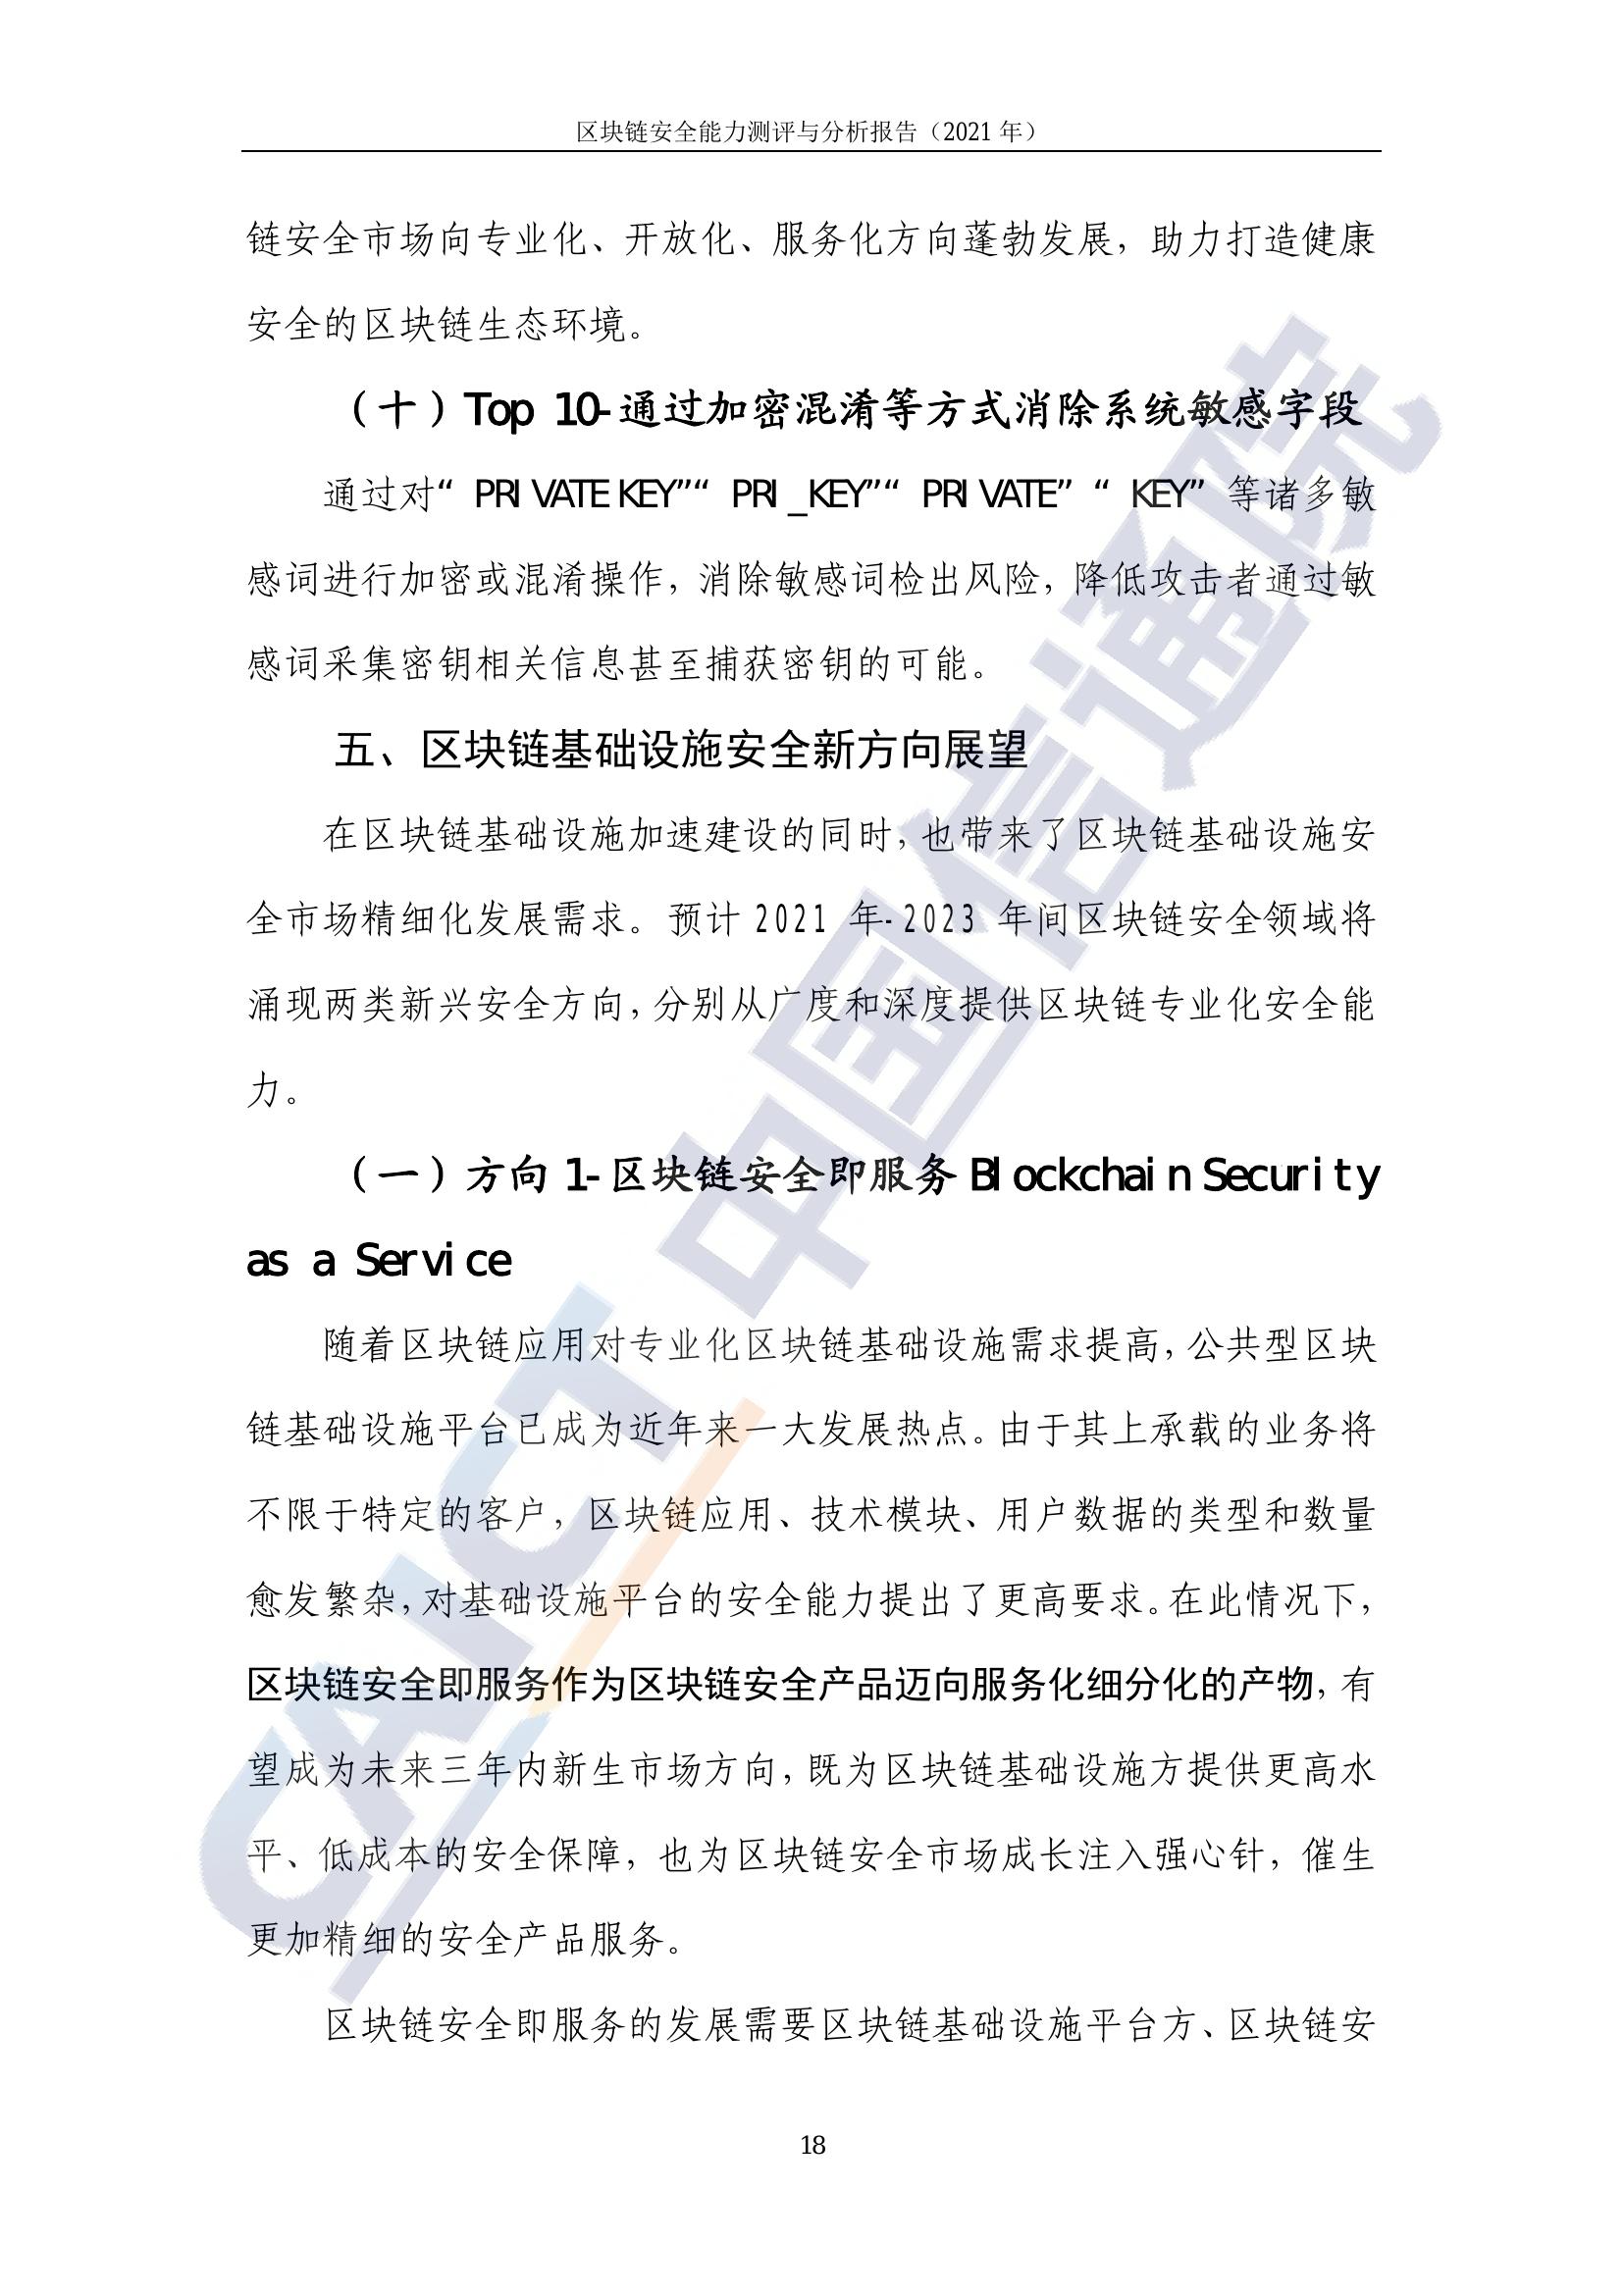 区块链安全能力测评与分析报告（2021 年）
链安全市场向专业化、开放化、服务化方向蓬勃发展，助力打造健康
安全的区块链生态环境。
（十）Top 10-通过加密混淆等方式消除系统敏感字段
通过对“PRIVATE KEY”“PRI_KEY”“PRIVATE”“KEY”等诸多敏
感词进行加密或混淆操作，消除敏感词检出风险，降低攻击者通过敏
感词采集密钥相关信息甚至捕获密钥的可能。
五、区块链基础设施安全新方向展望
在区块链基础设施加速建设的同时，也带来了区块链基础设施安
全市场精细化发展需求。预计 2021 年-2023 年间区块链安全领域将
涌现两类新兴安全方向，分别从广度和深度提供区块链专业化安全能
力。
（一）方向 1-区块链安全即服务 Blockchain Security
as a Service
随着区块链应用对专业化区块链基础设施需求提高，公共型区块
链基础设施平台已成为近年来一大发展热点。由于其上承载的业务将
不限于特定的客户，区块链应用、技术模块、用户数据的类型和数量
愈发繁杂，对基础设施平台的安全能力提出了更高要求。在此情况下，
区块链安全即服务作为区块链安全产品迈向服务化细分化的产物，有
望成为未来三年内新生市场方向，既为区块链基础设施方提供更高水
平、低成本的安全保障，也为区块链安全市场成长注入强心针，催生
更加精细的安全产品服务。
区块链安全即服务的发展需要区块链基础设施平台方、区块链安
18
CAICT 中国信通院